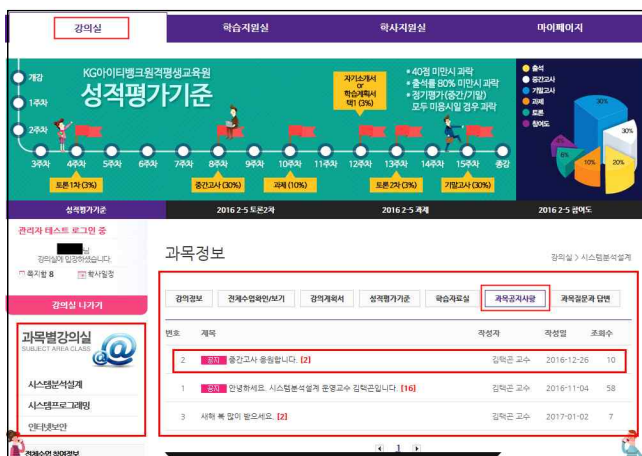 강의실 학습지원실 학사지원실 마이페이지
KG아이티뱅크원격평생교육원
성적평가기준
개강
1주차
2주차
3주차 4주차 5주차 6주차 7주차 8주차 9주차 10주차 11주차 12주차 13주차 14주차 15주차 종강
토론1차(3%)
중간고사(30%)
과제(10%)
자기소개서
or
학습계획서
택1 (3%)
토론2차(3%)
기말고사(30%)
•40점 미만시 과락
•출석률 80% 미만시 과락
•정기평가(중간/기말)
모두 미응시일 경우 과락
출석
중간고사
기말고사
과제
토론
참여도
30%
30%
20%
10%
6%
성적평가기준 2016 2-5 토론2차 2016 2-5 과제 2016 2-5 참여도
관리자 테스트 로그인 중
님
강의실에 입장하셨습니다.
쪽지함 8 학사일정
강의실 나가기
과목별강의실
SUBJECT AREA CLASS
시스템분석설계
시스템프로그래밍
인터넷보안
전체수업 참여정보
과목정보
강의실 > 시스템분석설계
강의정보 전체수업확인/보기 강의계획서 성적평가기준 학습자료실 과목공지사항 과목질문과 답변
번호 제목 작성자 작성일 조회수
2 공지 중간고사 응원합니다. [2] 김택곤 교수 2016-12-26 10
1 공지 안녕하세요. 시스템분석설계 운영교수 김택곤입니다. [16] 김택곤 교수 2016-11-04 58
3 새해 복 많이 받으세요. [2] 김택곤 교수 2017-01-02 7
1